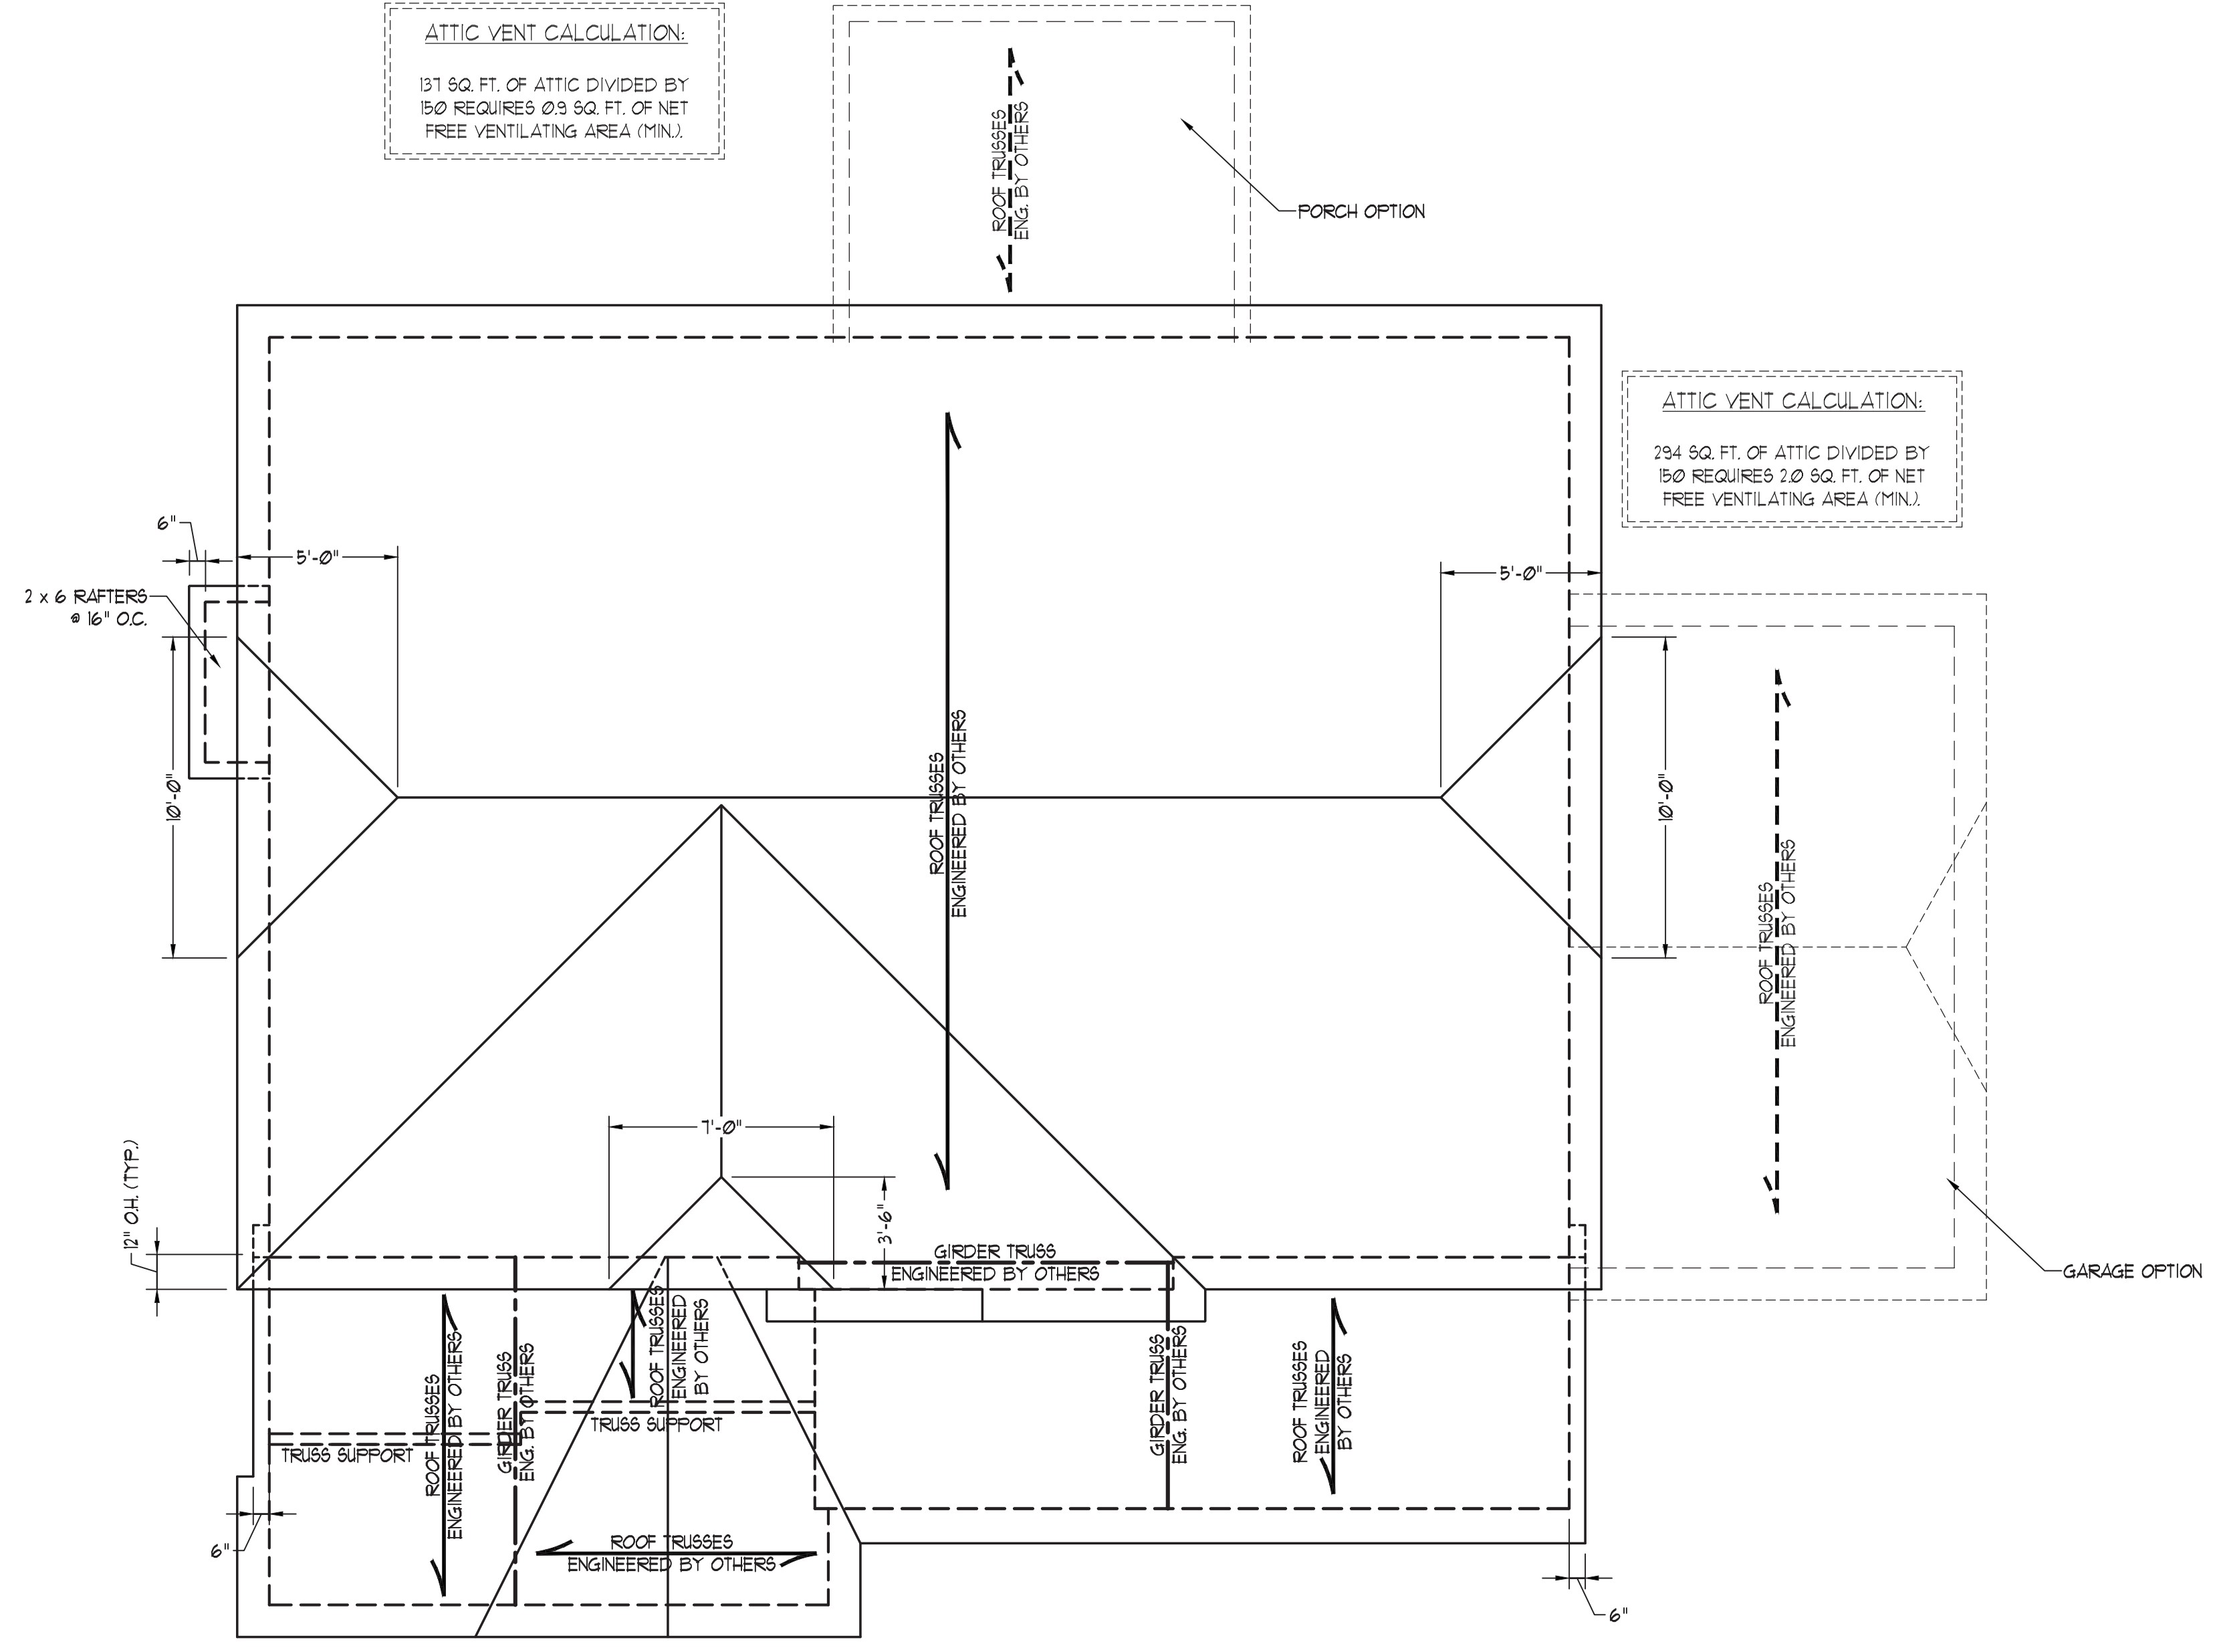 ATTIC VENT CALCULATION:
137 SQ. FT. OF ATTIC DIVIDED BY
150 REQUIRES 0.9 SQ. FT. OF NET
FREE VENTILATING AREA (MIN.).
ROOF TRUSSES
ENG. BY OTHERS
PORCH OPTION
ATTIC VENT CALCULATION:
294 SQ. FT. OF ATTIC DIVIDED BY
150 REQUIRES 2.0 SQ. FT. OF NET
FREE VENTILATING AREA (MIN.).
6"
5'-0"
5'-0"
2 x 6 RAFTERS
@ 16" O.C.
10'-0"
ROOF TRUSSES
ENGINEERED BY OTHERS
10'-0"
ROOF TRUSSES
ENGINEERED BY OTHERS
7'-0"
12" O.H. (TYP.)
3'-6"
GIRDER TRUSS
ENGINEERED BY OTHERS
GARAGE OPTION
ROOF TRUSSES
ENGINEERED BY OTHERS
GIRDER TRUSS
ENG. BY OTHERS
ROOF TRUSSES
ENGINEERED
BY OTHERS
GIRDER TRUSS
ENG. BY OTHERS
ROOF TRUSSES
ENGINEERED
BY OTHERS
TRUSS SUPPORT
TRUSS SUPPORT
6"
ROOF TRUSSES
ENGINEERED BY OTHERS
6"